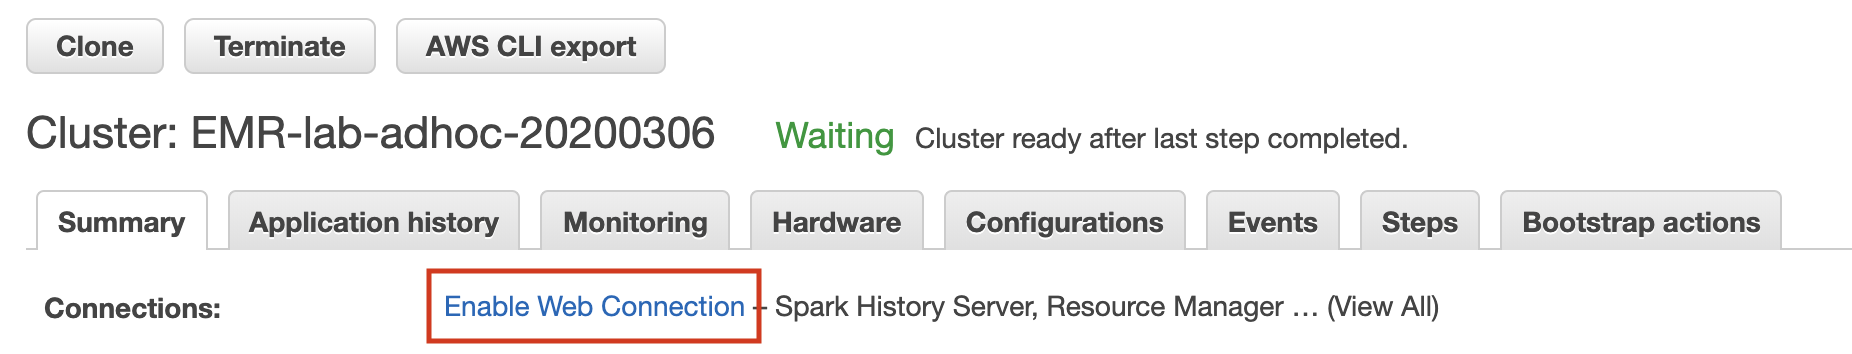 Clone Terminate AWS CLI export
Cluster: EMR-lab-adhoc-20200306 Waiting Cluster ready after last step completed.
Summary Application history Monitoring Hardware Configurations Events Steps Bootstrap actions
Connections: Enable Web Connection – Spark History Server, Resource Manager … (View All)